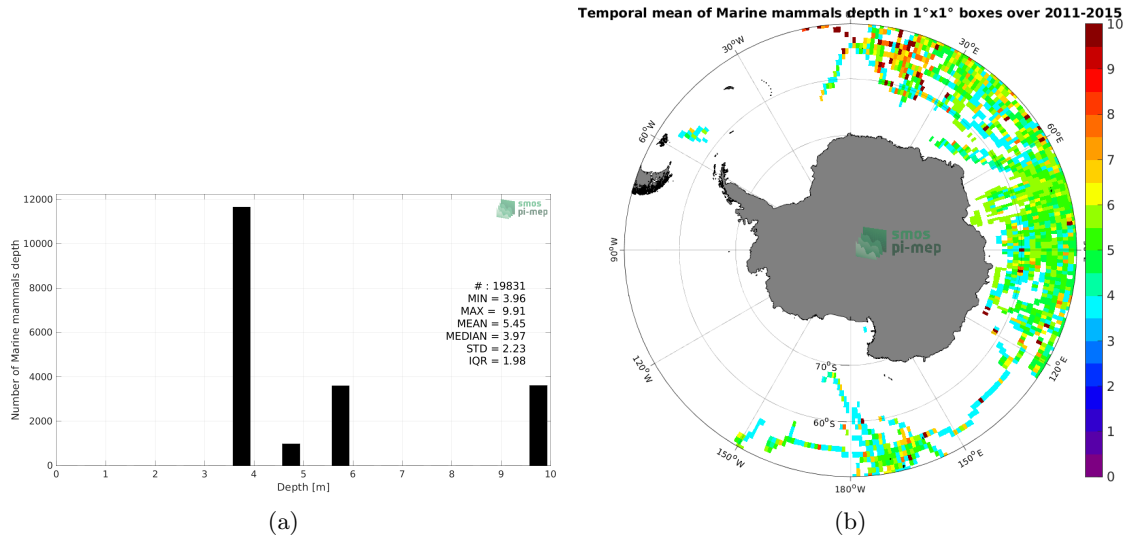 12000
10000
8000
6000
4000
2000
0
Number of Marine mammals depth
smos
pi-mep
# : 19831
MIN = 3.96
MAX = 9.91
MEAN = 5.45
MEDIAN = 3.97
STD = 2.23
IQR = 1.98
0 1 2 3 4 5 6 7 8 9 10
Depth [m]
(a)
Temporal mean of Marine mammals depth in 1°x1° boxes over 2011-2015
30°W
30°E
60°W
60°E
90°W
smos
pi-mep
120°W
120°E
70°S
60°S
150°W
150°E
180°W
10
9
8
7
6
5
4
3
2
1
0
(b)